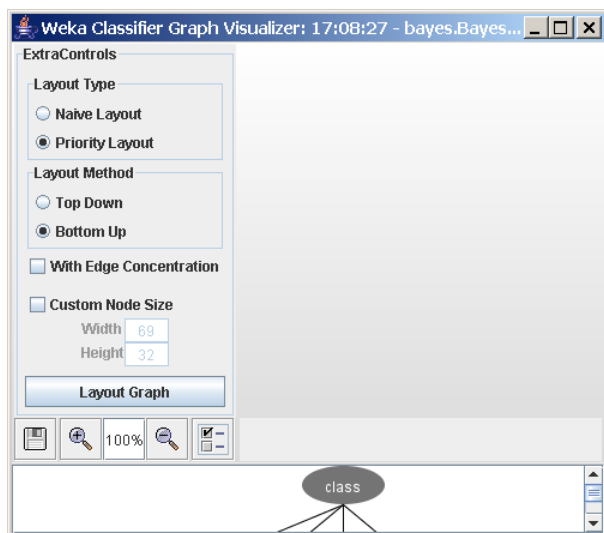 Weka Classifier Graph Visualizer: 17:08:27 - bayes.Bayes...
ExtraControls
Layout Type
Naive Layout
Priority Layout
Layout Method
Top Down
Bottom Up
With Edge Concentration
Custom Node Size
Width 69
Height 32
Layout Graph
100%
class